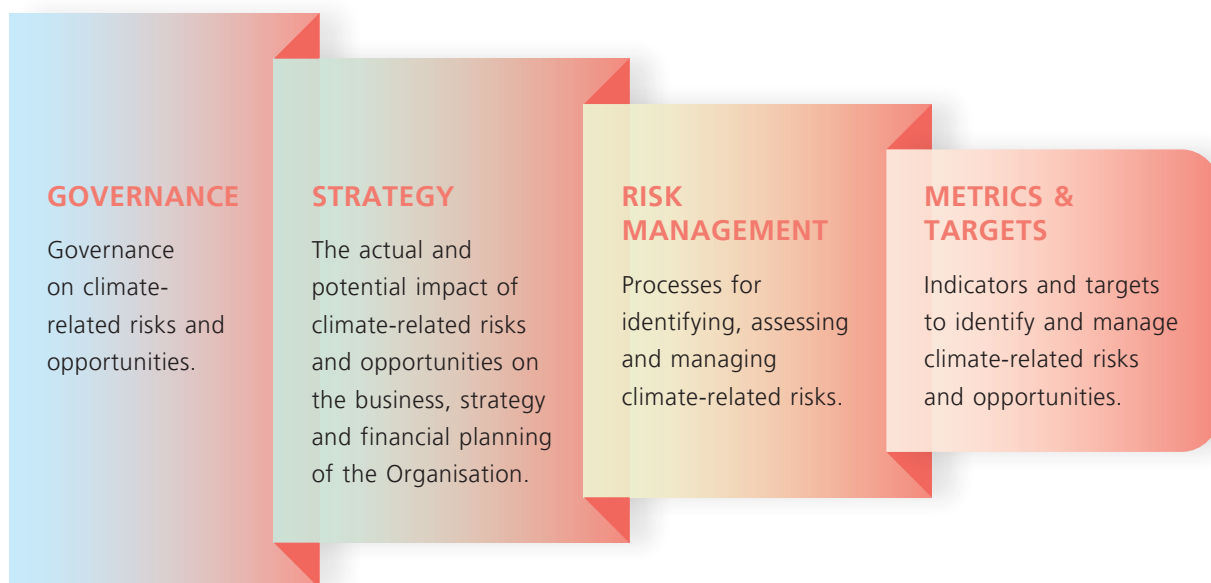 GOVERNANCE
Governance
on climate-
related risks and
opportunities.
STRATEGY
The actual and
potential impact of
climate-related risks
and opportunities on
the business, strategy
and financial planning
of the Organisation.
RISK
MANAGEMENT
Processes for
identifying, assessing
and managing
climate-related risks.
METRICS &
TARGETS
Indicators and targets
to identify and manage
climate-related risks
and opportunities.